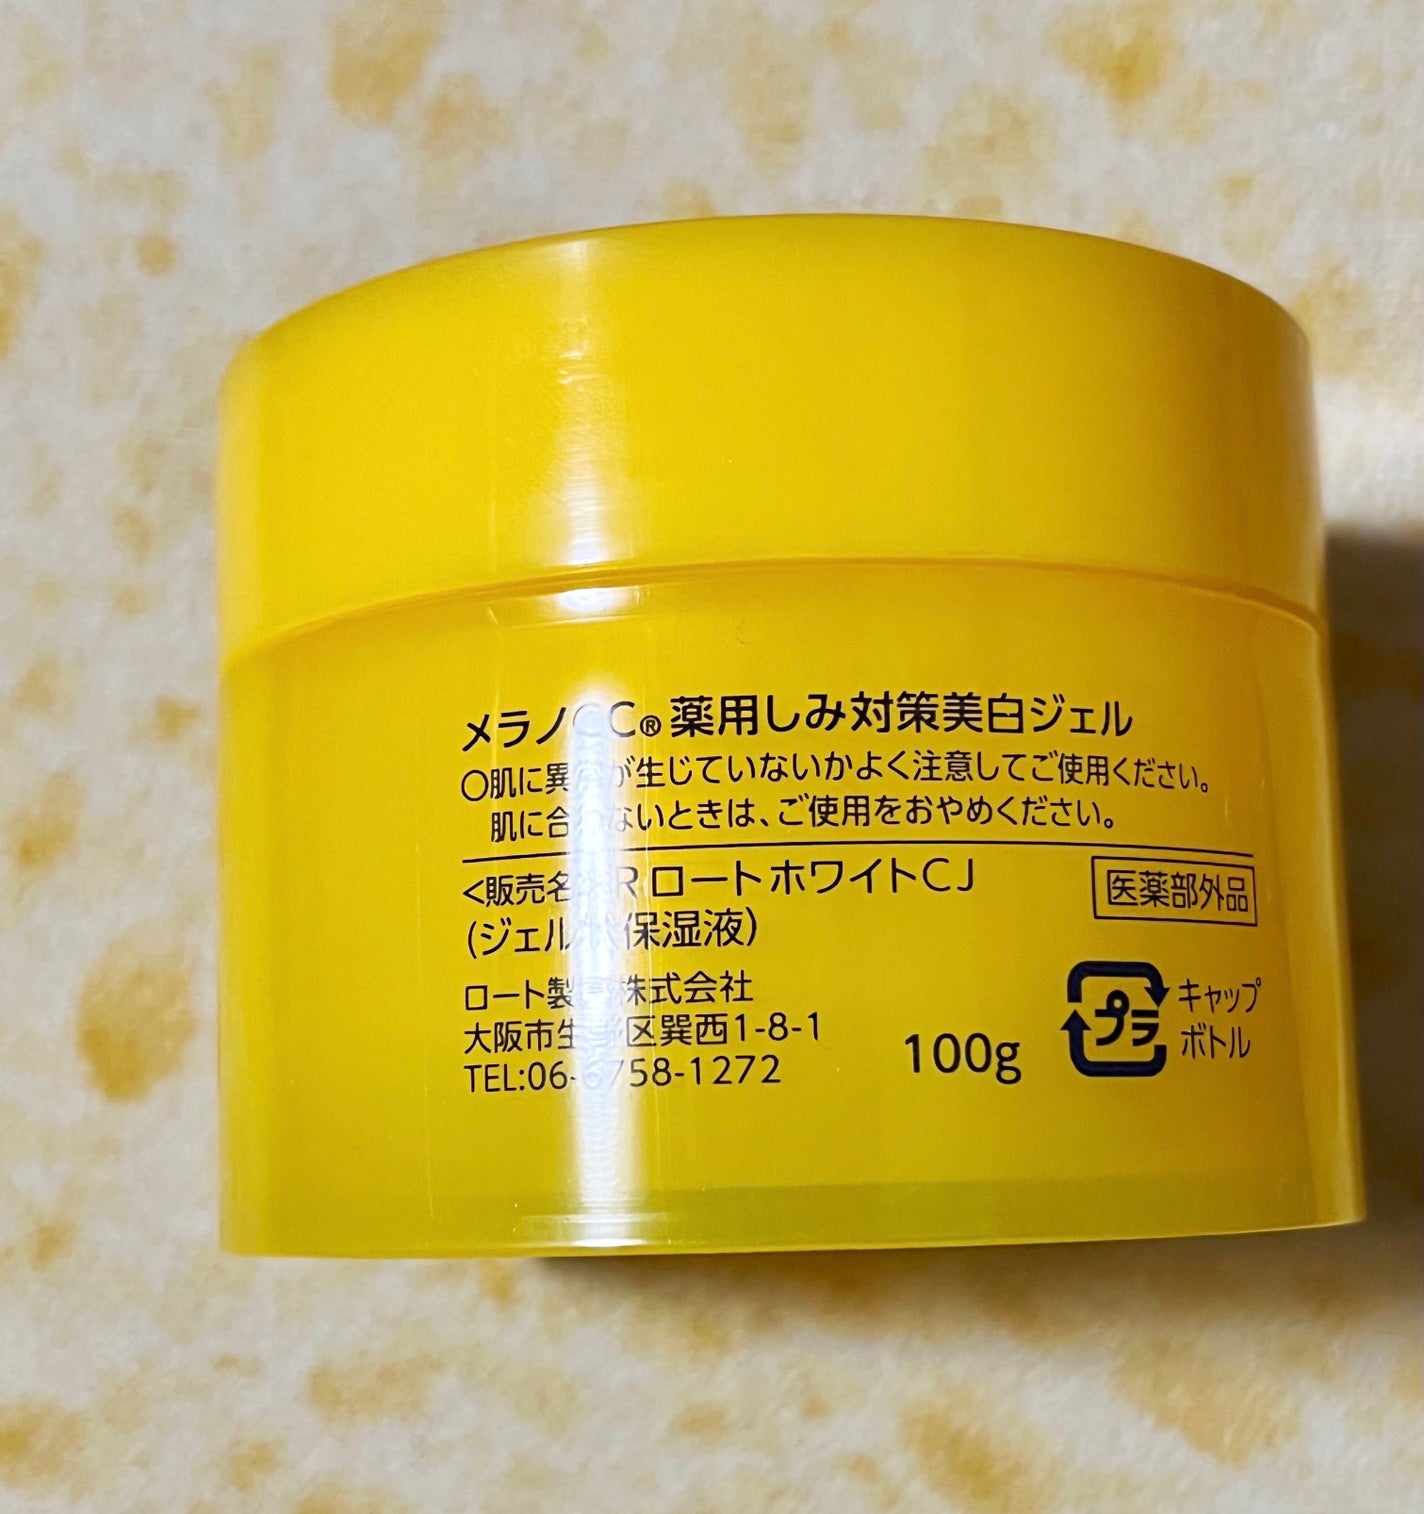 メラノCC® 薬用しみ対策美白ジェル
○肌に異常が生じていないかよく注意してご使用ください。
肌に合わないときは、ご使用をおやめください。
<販売名>R ロートホワイトCJ
医薬部外品
(ジェル状保湿液)
ロート製薬株式会社
大阪市生野区巽西1-8-1
TEL:06-6758-1272
100g
プラ
キャップ
ボトル